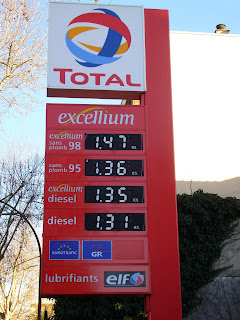 TOTAL
excellium
excellium
sans
plomb 98
1.47 €/L
sans
plomb 95
1.36 €/L
excellium
diesel
1.35 €/L
diesel
1.31 €/L
EUROTRAFIC
GR
lubrifiants elf